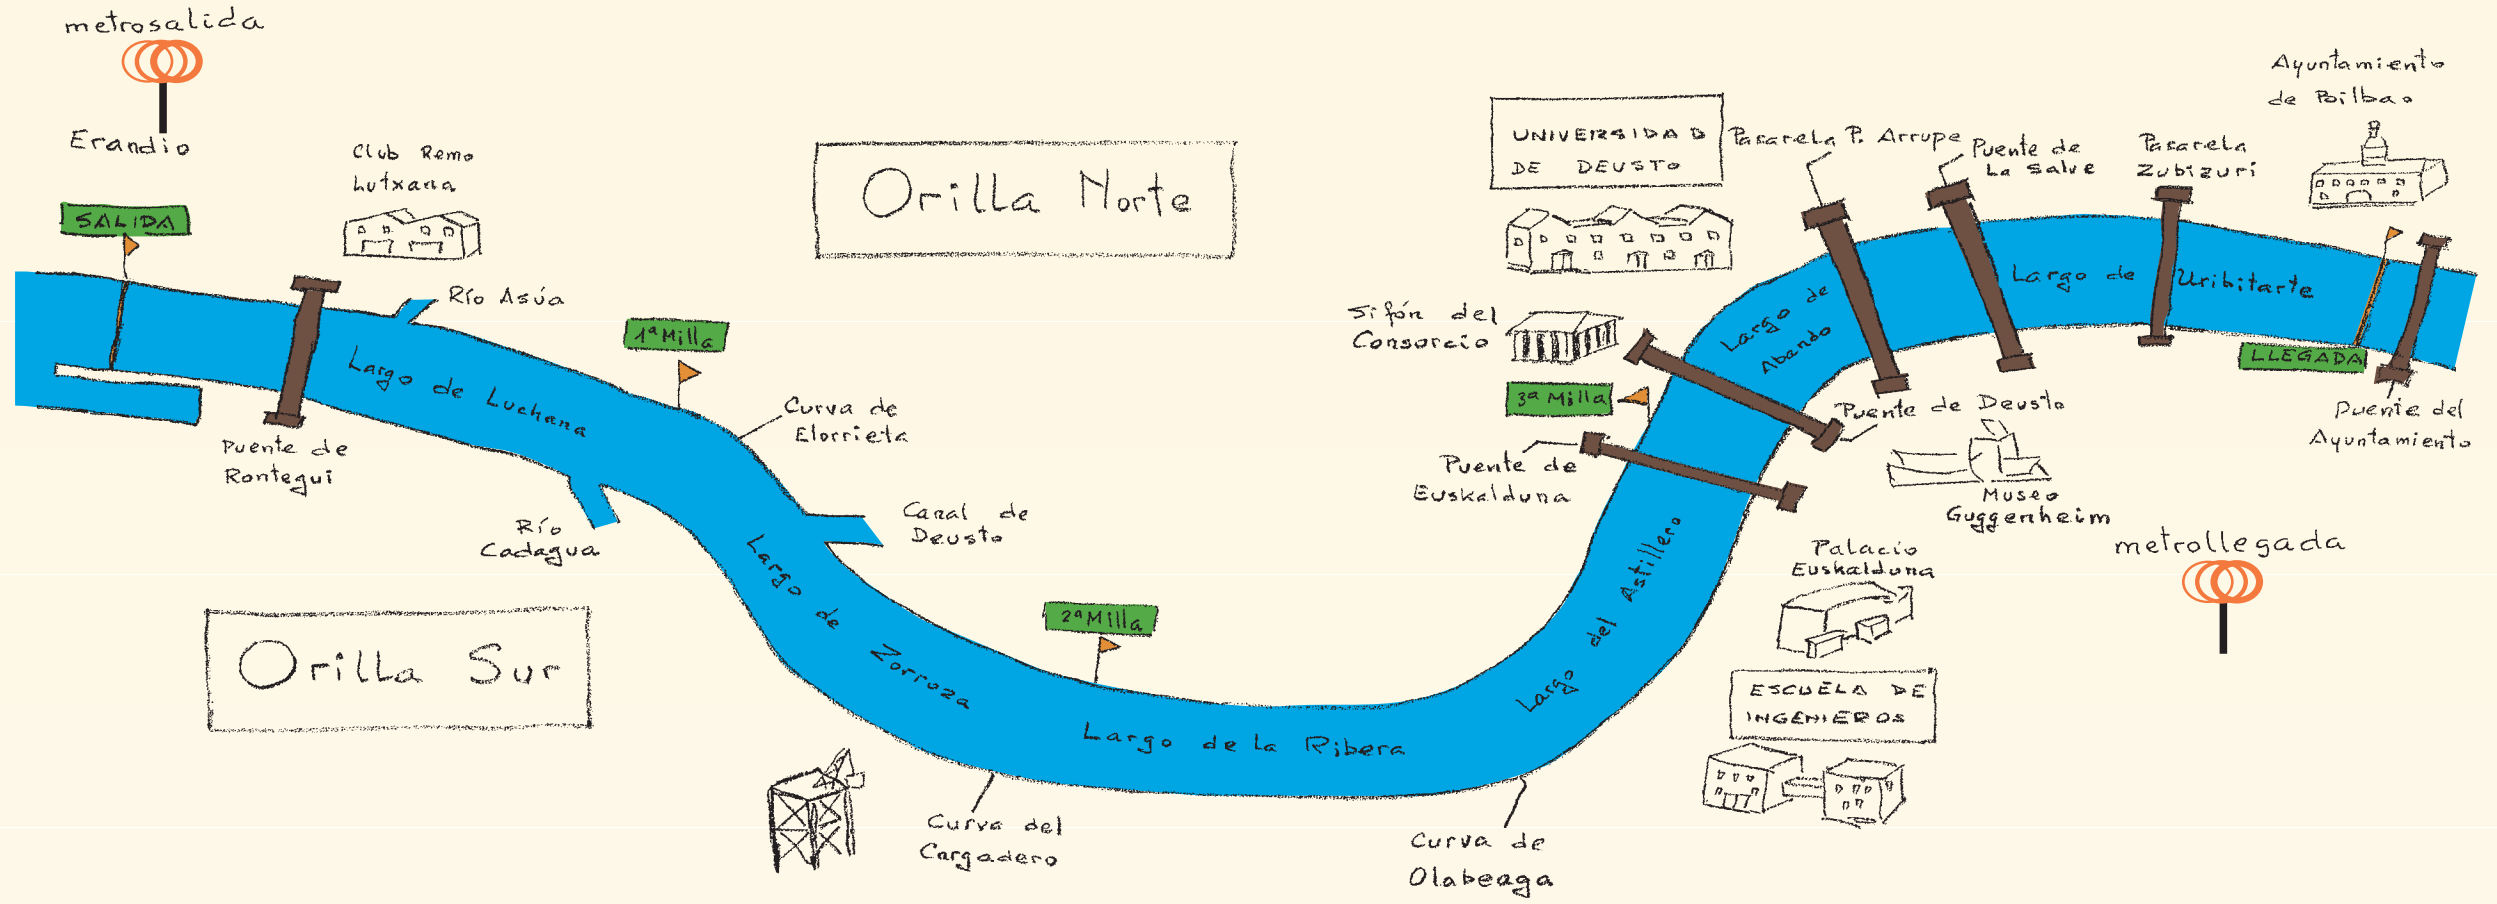 metrosalida
Erandio
SALIDA
Club Remo
Lutxana
Río Asúa
Puente de
Rontegui
Largo de Luchana
Río
Cadagua
Orilla Norte
1ª Milla
Curva de
Elorrieta
Canal de
Deusto
Largo de Zorroza
Orilla Sur
2ª Milla
Largo de la Ribera
Curva del
Cargadero
Curva de
Olabeaga
Largo del Astillero
UNIVERSIDAD
DE DEUSTO
Sifón del
Consorcio
3ª Milla
Puente de
Euskalduna
Largo de
Abando
Pasarela P. Arrupe
Puente de
La Salve
Pasarela
Zubizuri
Ayuntamiento
de Bilbao
Largo de Uribitarte
LLEGADA
Puente del
Ayuntamiento
Puente de Deusto
Museo
Guggenheim
metrollegada
Palacio
Euskalduna
ESCUELA DE
INGENIEROS